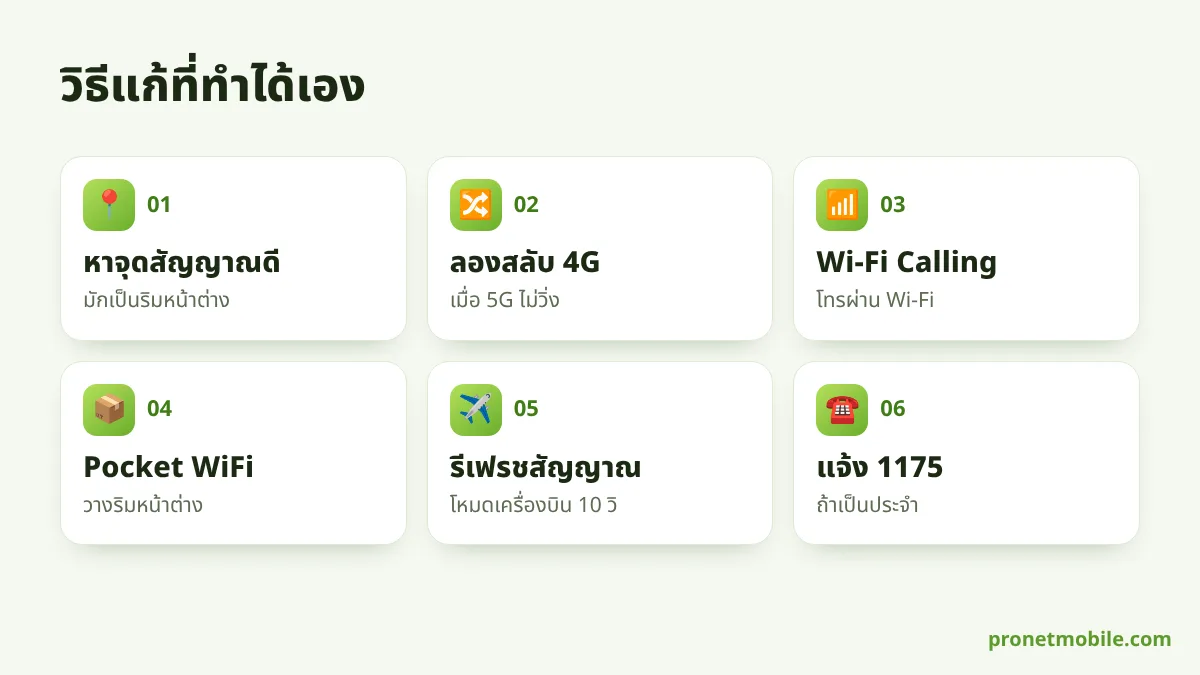 วิธีแก้ที่ทำได้เอง
01
หาจุดสัญญาณดี
มักเป็นริมหน้าต่าง
02
ลองสลับ 4G
เมื่อ 5G ไม่วิ่ง
03
Wi-Fi Calling
โทรผ่าน Wi-Fi
04
Pocket WiFi
วางริมหน้าต่าง
05
รีเฟรชสัญญาณ
โหมดเครื่องบิน 10 วิ
06
แจ้ง 1175
ถ้าเป็นประจำ
pronetmobile.com